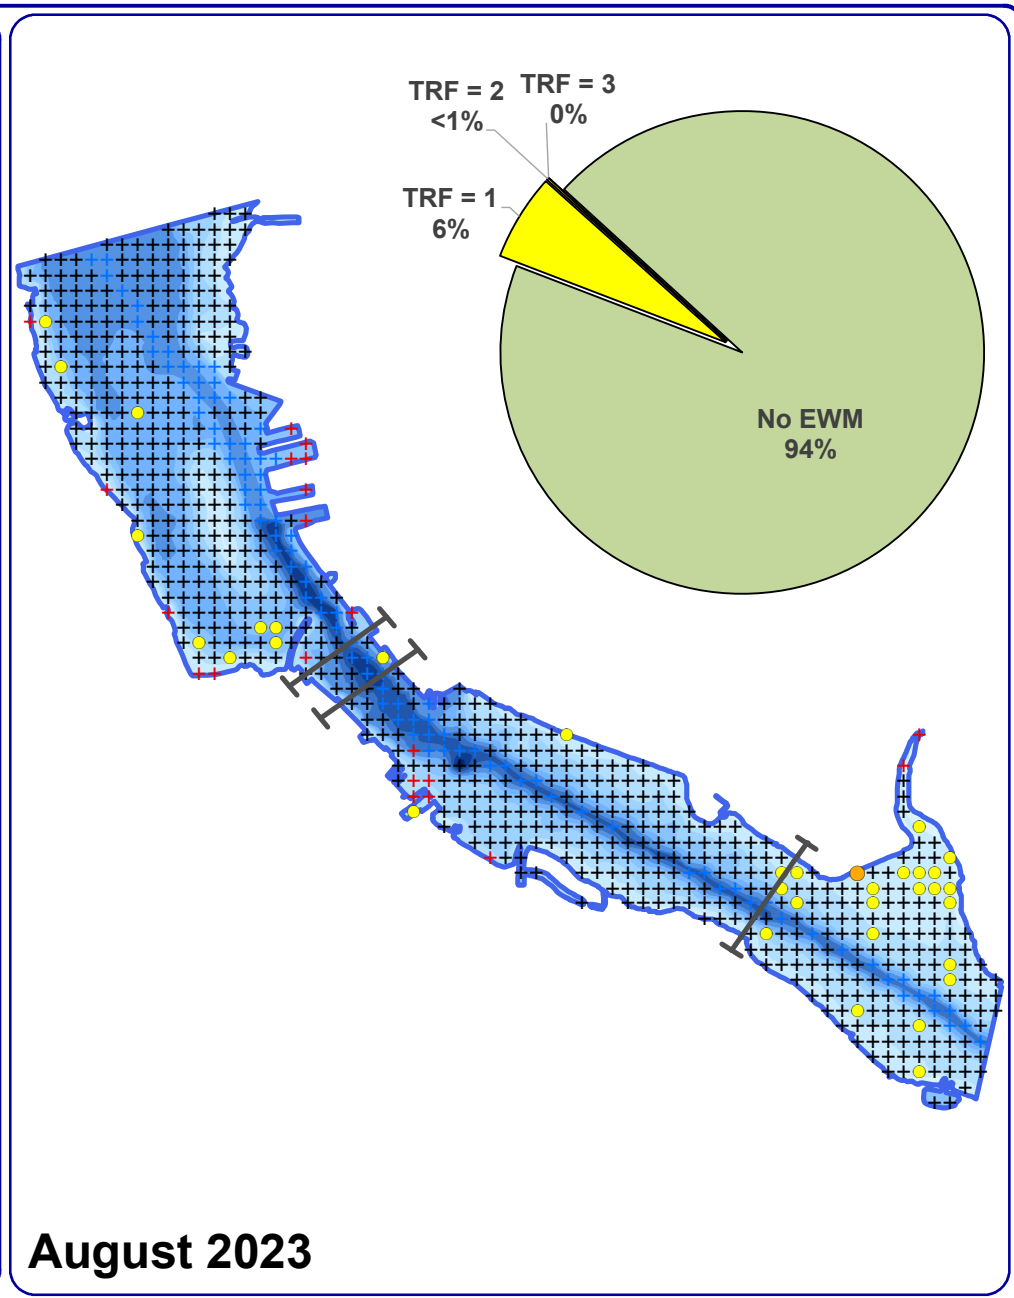 TRF = 2
<1%
TRF = 3
0%
TRF = 1
6%
No EWM
94%
August 2023